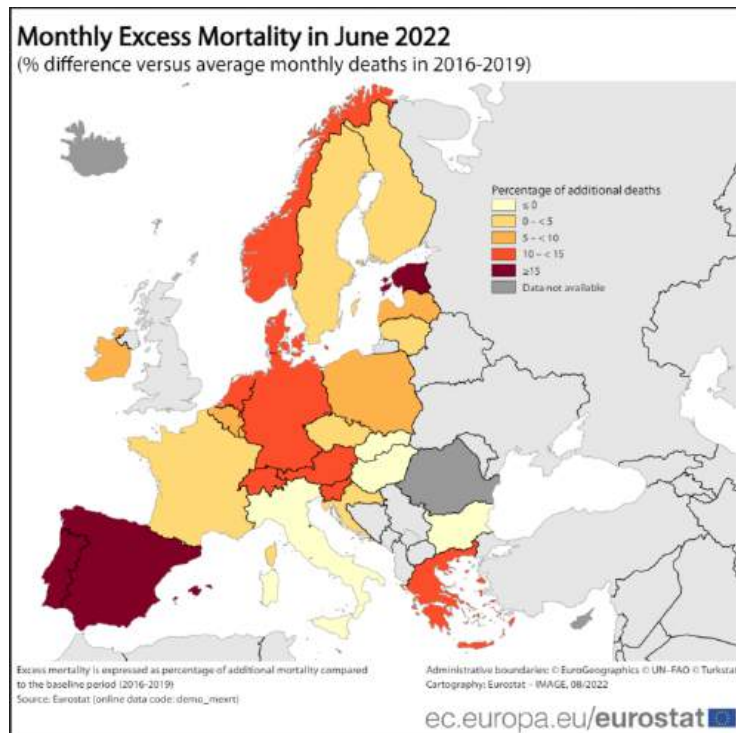 Monthly Excess Mortality in June 2022
(% difference versus average monthly deaths in 2016-2019)
Percentage of additional deaths
≤ 0
0 – < 5
5 – < 10
10 – < 15
≥15
Data not available
Excess mortality is expressed as percentage of additional mortality compared
to the baseline period (2016-2019)
Source: Eurostat (online data code: demo_mexrt)
Administrative boundaries: © EuroGeographics © UN–FAO © Turkstat
Cartography: Eurostat – IMAGE, 08/2022
ec.europa.eu/eurostat